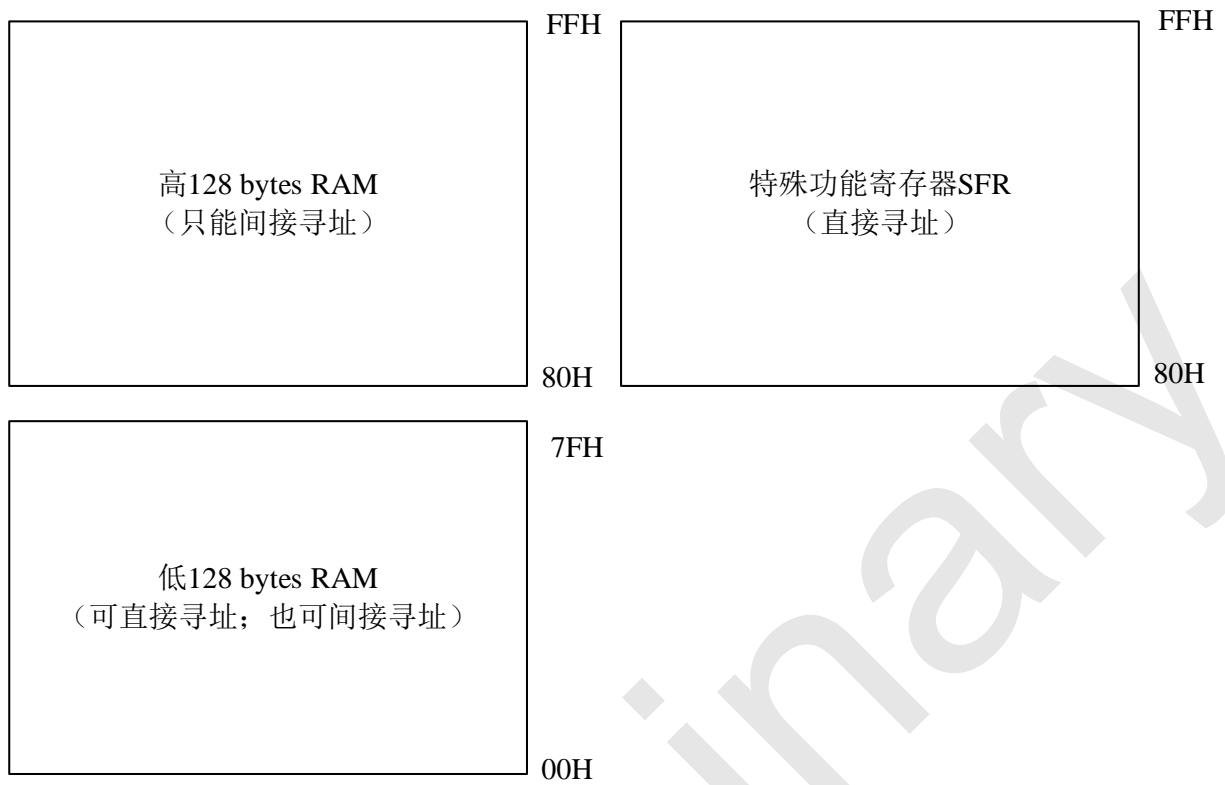 FFH
高128 bytes RAM
（只能间接寻址）
80H
FFH
特殊功能寄存器SFR
（直接寻址）
80H
7FH
低128 bytes RAM
（可直接寻址；也可间接寻址）
00H
inary